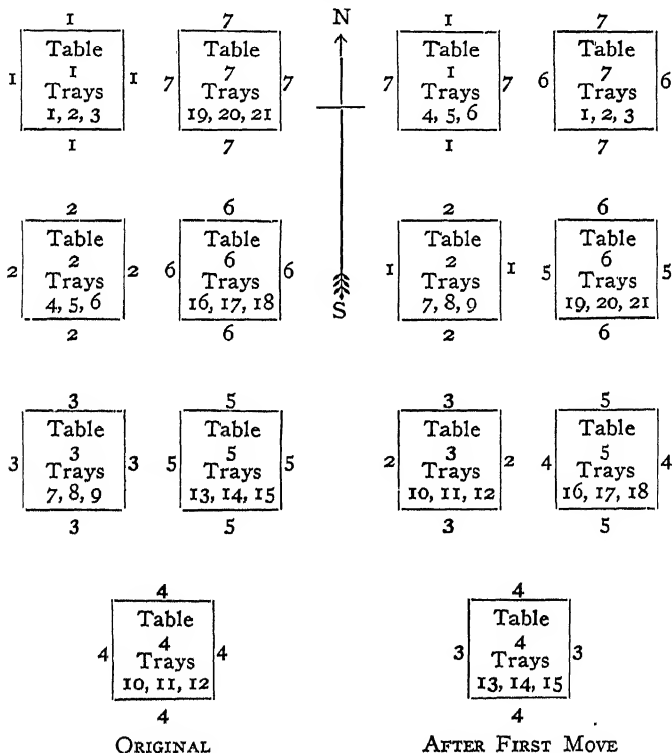 1
1 Table 1
1
Trays
1, 2, 3
1
7
7 Table 7
7
Trays
19, 20, 21
7
2
2 Table 2
2
Trays
4, 5, 6
2
6
6 Table 6
6
Trays
16, 17, 18
6
3
3 Table 3
3
Trays
7, 8, 9
3
5
5 Table 5
5
Trays
13, 14, 15
5
4
4 Table 4
4
Trays
10, 11, 12
4
ORIGINAL
N
S
1
7 Table 7
1
Trays
4, 5, 6
1
7
6 Table 6
7
Trays
1, 2, 3
7
2
1 Table 1
2
Trays
7, 8, 9
2
6
5 Table 5
6
Trays
19, 20, 21
6
3
2 Table 2
3
Trays
10, 11, 12
3
5
4 Table 4
5
Trays
16, 17, 18
5
4
3 Table 3
4
Trays
13, 14, 15
4
AFTER FIRST MOVE